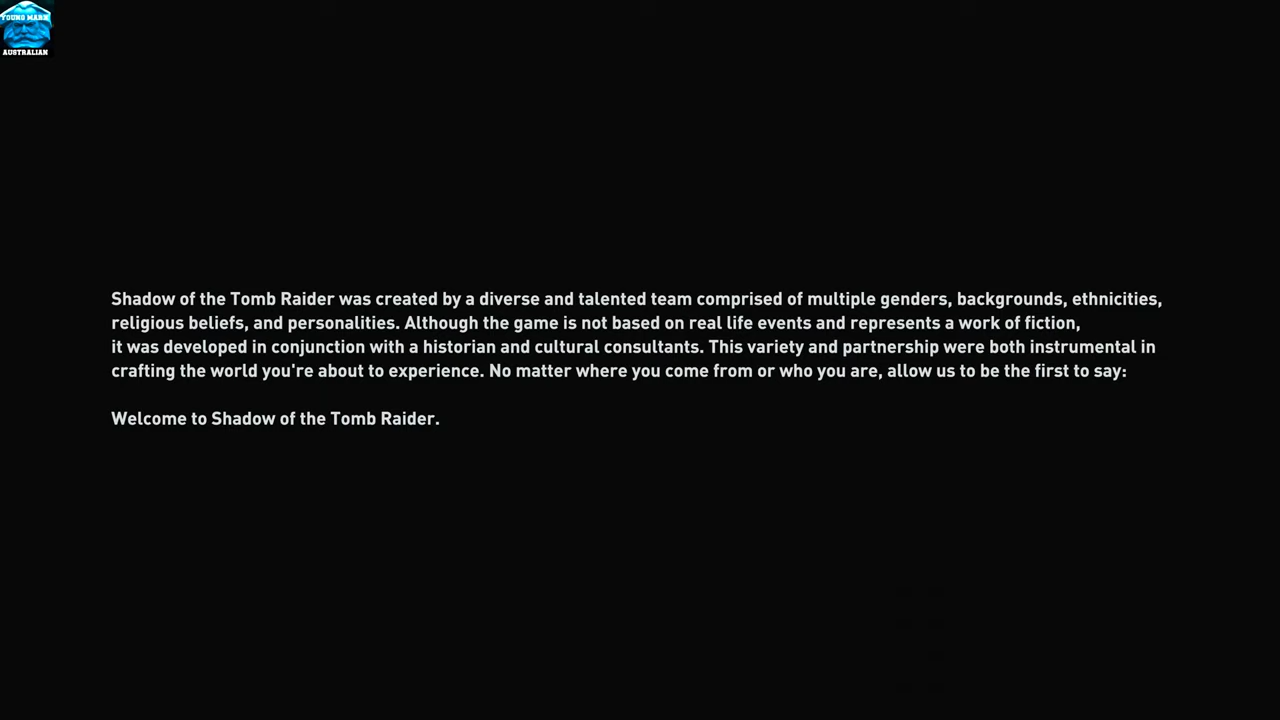 YOUNG MARK
AUSTRALIAN
Shadow of the Tomb Raider was created by a diverse and talented team comprised of multiple genders, backgrounds, ethnicities,
religious beliefs, and personalities. Although the game is not based on real life events and represents a work of fiction,
it was developed in conjunction with a historian and cultural consultants. This variety and partnership were both instrumental in
crafting the world you're about to experience. No matter where you come from or who you are, allow us to be the first to say:
Welcome to Shadow of the Tomb Raider.